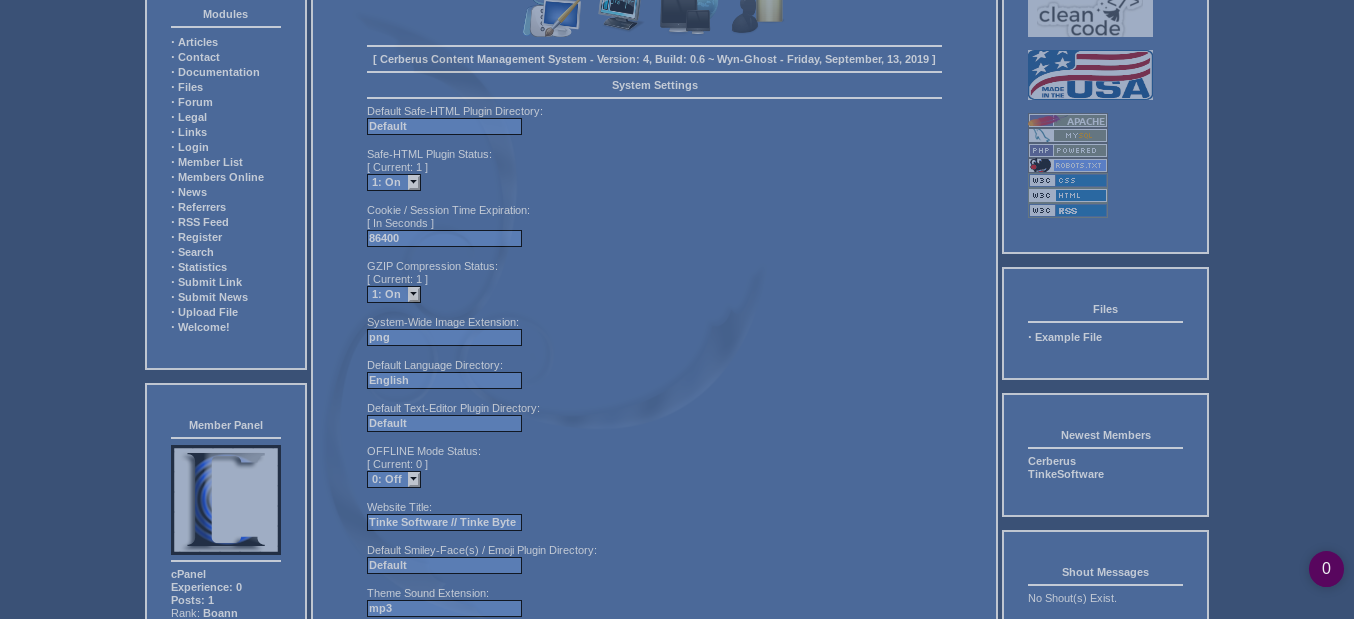 Modules
· Articles
· Contact
· Documentation
· Files
· Forum
· Legal
· Links
· Login
· Member List
· Members Online
· News
· Referrers
· RSS Feed
· Register
· Search
· Statistics
· Submit Link
· Submit News
· Upload File
· Welcome!
Member Panel
cPanel
Experience: 0
Posts: 1
Rank: Boann
[ Cerberus Content Management System - Version: 4, Build: 0.6 ~ Wyn-Ghost - Friday, September, 13, 2019 ]
System Settings
Default Safe-HTML Plugin Directory:
Default
Safe-HTML Plugin Status:
[ Current: 1 ]
1: On
Cookie / Session Time Expiration:
[ In Seconds ]
86400
GZIP Compression Status:
[ Current: 1 ]
1: On
System-Wide Image Extension:
png
Default Language Directory:
English
Default Text-Editor Plugin Directory:
Default
OFFLINE Mode Status:
[ Current: 0 ]
0: Off
Website Title:
Tinke Software // Tinke Byte
Default Smiley-Face(s) / Emoji Plugin Directory:
Default
Theme Sound Extension:
mp3
clean
code
MADE IN THE USA
APACHE
MYSQL
PHP POWERED
ROBOTS.TXT
W3C CSS
W3C HTML
W3C RSS
Files
· Example File
Newest Members
Cerberus
TinkeSoftware
Shout Messages
No Shout(s) Exist.
0